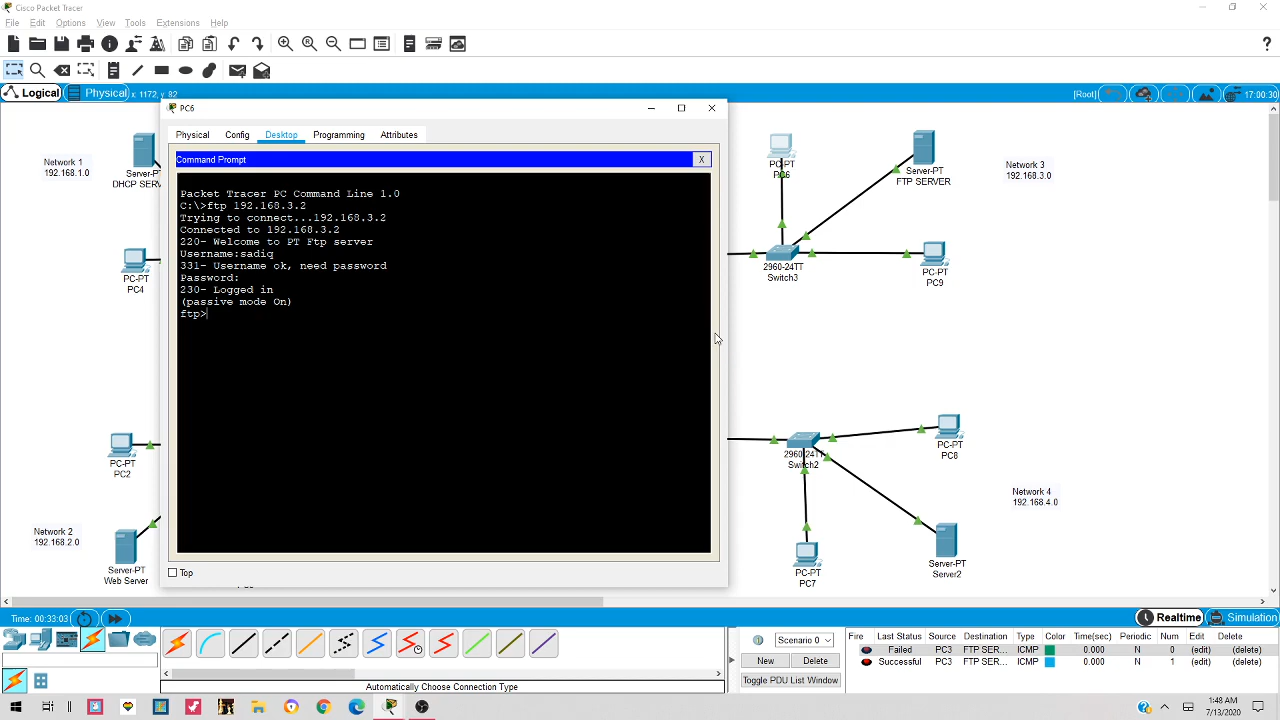 Cisco Packet Tracer
File Edit Options View Tools Extensions Help
Logical Physical x: 1172, y: 82 [Root] 17:00:30
PC6
Physical Config Desktop Programming Attributes
Command Prompt X
Packet Tracer PC Command Line 1.0
C:\>ftp 192.168.3.2
Trying to connect...192.168.3.2
Connected to 192.168.3.2
220- Welcome to PT Ftp server
Username:sadiq
331- Username ok, need password
Password:
230- Logged in
(passive mode On)
ftp>
Top
Network 1
192.168.1.0
Server-PT
DHCP SERV
PC-PT
PC4
PC-PT
PC2
Network 2
192.168.2.0
Server-PT
Web Server
PC-PT
PC6
Server-PT
FTP SERVER
Network 3
192.168.3.0
2960-24TT
Switch3
PC-PT
PC9
2960-24TT
Switch2
PC-PT
PC8
Network 4
192.168.4.0
PC-PT
PC7
Server-PT
Server2
Time: 00:33:03 Realtime Simulation
Scenario 0
New Delete
Toggle PDU List Window
Fire Last Status Source Destination Type Color Time(sec) Periodic Num Edit Delete
Failed PC3 FTP SER... ICMP 0.000 N 0 (edit) (delete)
Successful PC3 FTP SER... ICMP 0.000 N 1 (edit) (delete)
Automatically Choose Connection Type
1:48 AM
7/13/2020